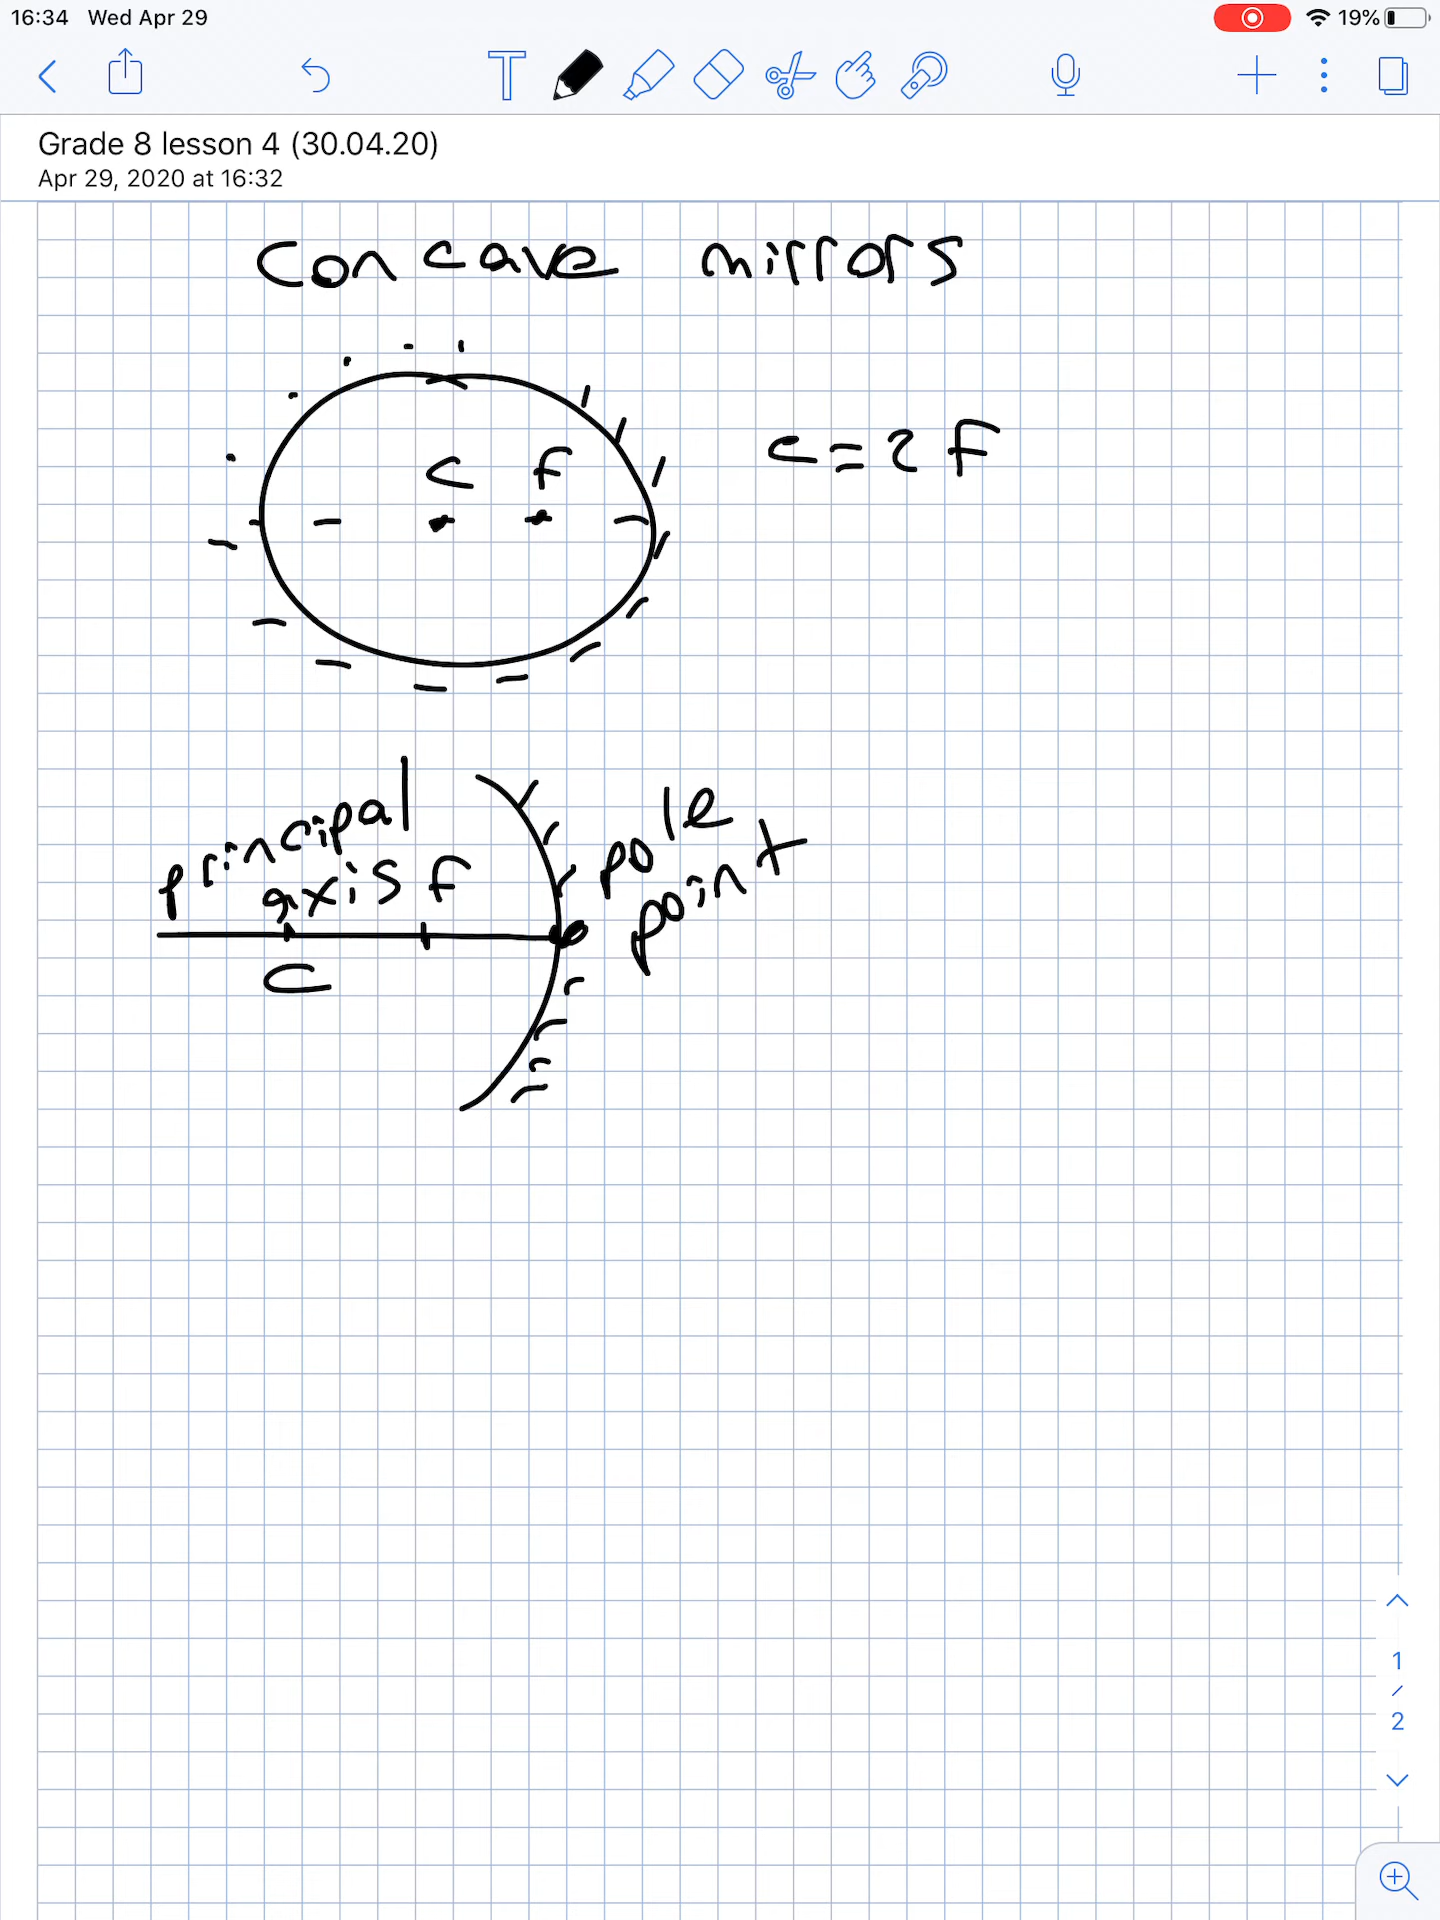 16:34 Wed Apr 29
19%
T
Grade 8 lesson 4 (30.04.20)
Apr 29, 2020 at 16:32
Concave mirrors
C F
c = 2 F
principal
axis F
pole
point
C
1
/
2